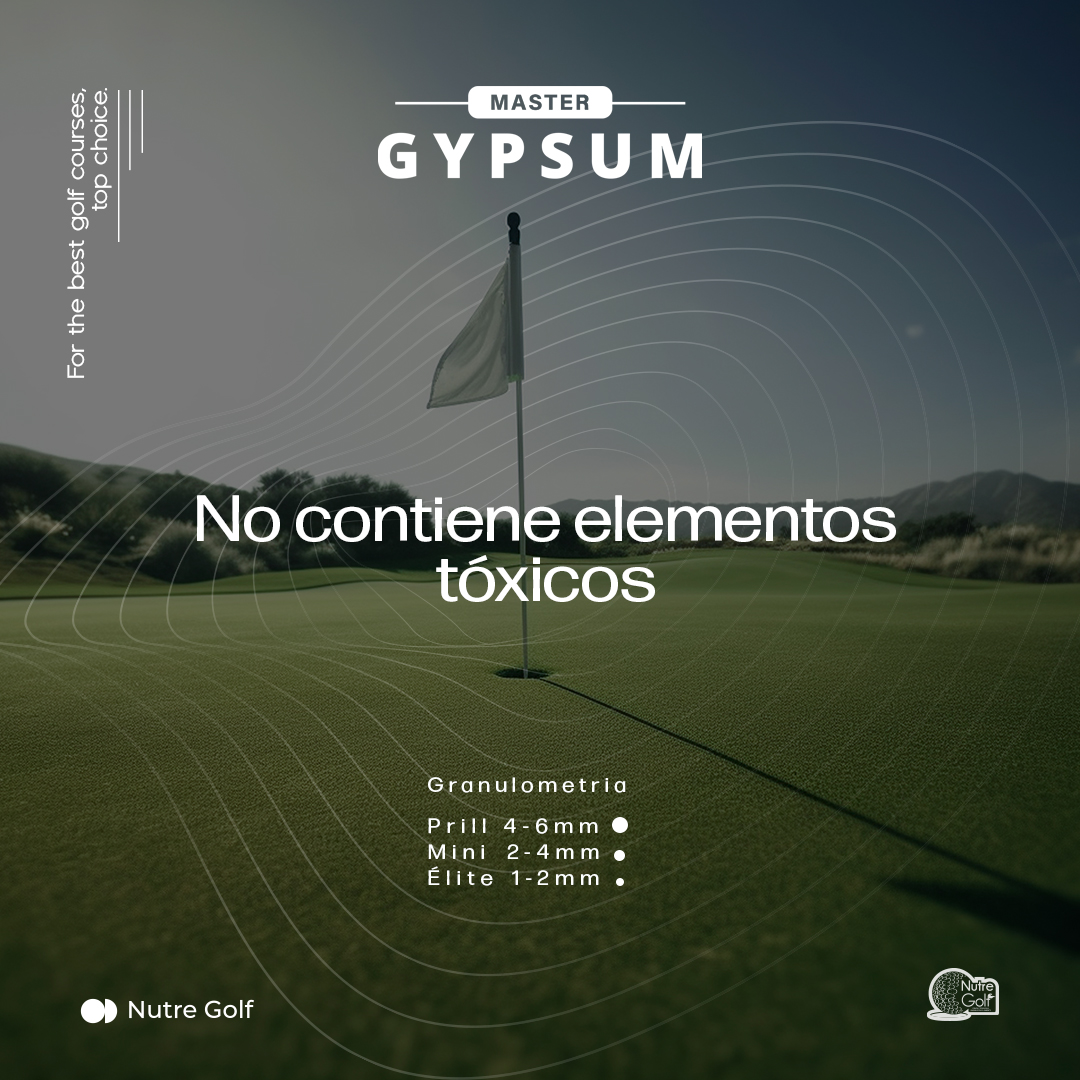 For the best golf courses,
top choice.
MASTER
GYPSUM
No contiene elementos
tóxicos
Granulometria
Prill 4-6mm
Mini 2-4mm
Élite 1-2mm
Nutre Golf
Nutre
Golf